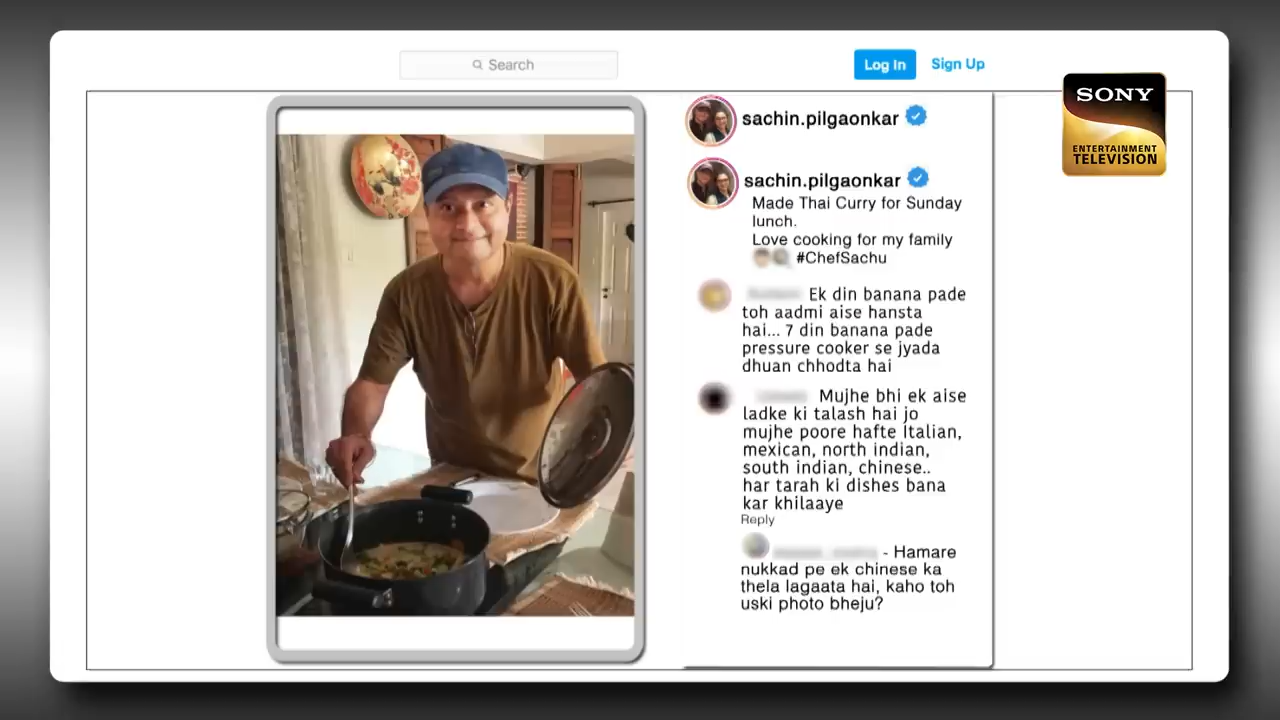 Search
Log In
Sign Up
SONY
ENTERTAINMENT
TELEVISION
sachin.pilgaonkar
sachin.pilgaonkar
Made Thai Curry for Sunday
lunch.
Love cooking for my family
#ChefSachu
Ek din banana pade
toh aadmi aise hansta
hai... 7 din banana pade
pressure cooker se jyada
dhuan chhodta hai
Mujhe bhi ek aise
ladke ki talash hai jo
mujhe poore hafte Italian,
mexican, north indian,
south indian, chinese..
har tarah ki dishes bana
kar khilaaye
Reply
- Hamare
nukkad pe ek chinese ka
thela lagaata hai, kaho toh
uski photo bheju?